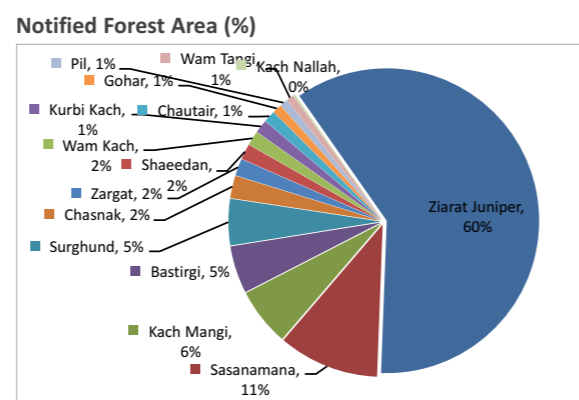 Notified Forest Area (%)
Pil, 1%
Wam Tangi,
1%
Kach Nallah,
0%
Gohar, 1%
Kurbi Kach,
1%
Chautair, 1%
Wam Kach,
2%
Shaeedan,
2%
Zargat, 2%
Chasnak, 2%
Surghund, 5%
Bastirgi, 5%
Kach Mangi,
6%
Sasanamana,
11%
Ziarat Juniper,
60%